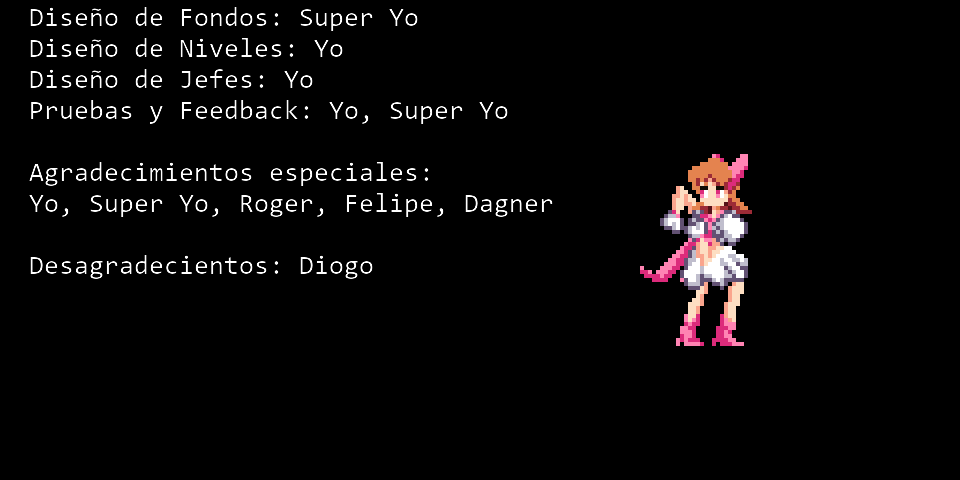 Diseño de Fondos: Super Yo
Diseño de Niveles: Yo
Diseño de Jefes: Yo
Pruebas y Feedback: Yo, Super Yo
Agradecimientos especiales:
Yo, Super Yo, Roger, Felipe, Dagner
Desagradecientos: Diogo